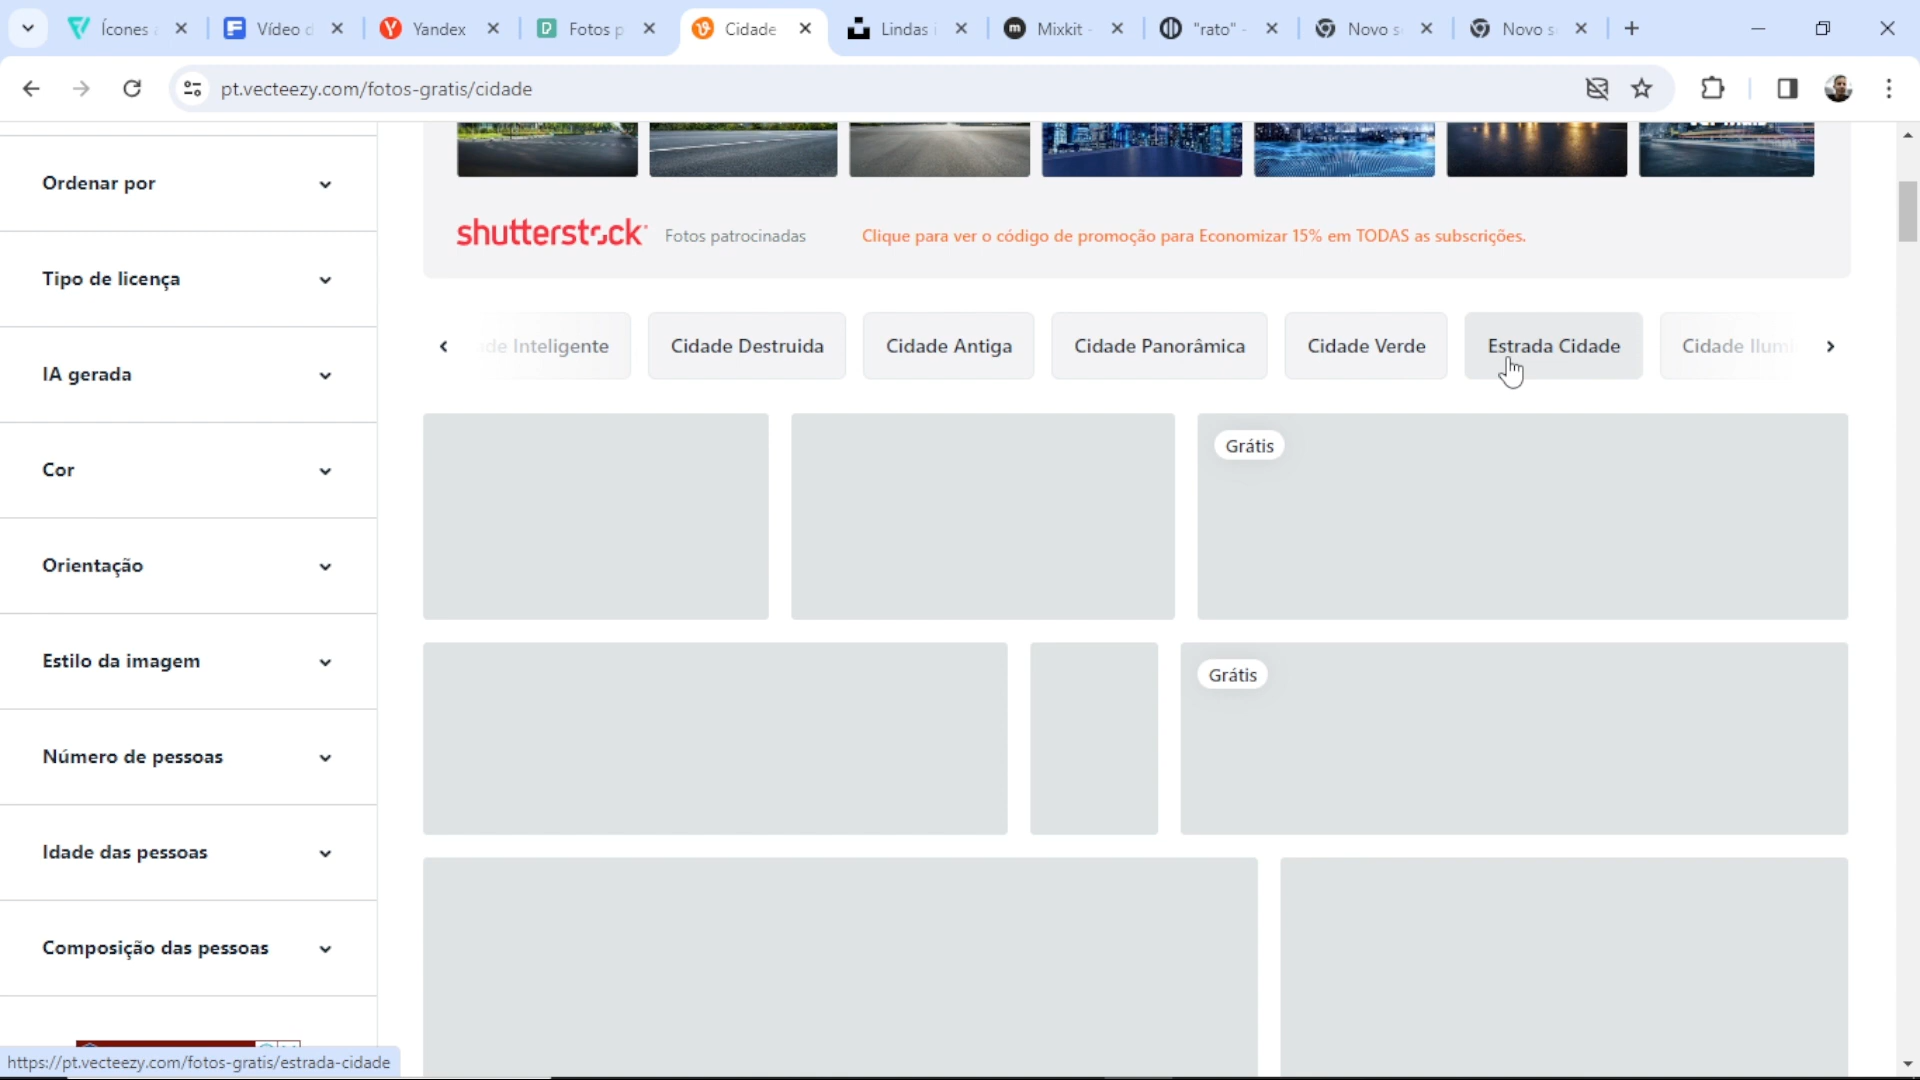 Ícones
Vídeo
Yandex
Fotos p
Cidade
Lindas
Mixkit
"rato" -
Novo s
Novo s
pt.vecteezy.com/fotos-gratis/cidade
Ordenar por
Tipo de licença
IA gerada
Cor
Orientação
Estilo da imagem
Número de pessoas
Idade das pessoas
Composição das pessoas
shutterstock Fotos patrocinadas Clique para ver o código de promoção para Economizar 15% em TODAS as subscrições.
Inteligente
Cidade Destruida
Cidade Antiga
Cidade Panorâmica
Cidade Verde
Estrada Cidade
Cidade Ilumi
Grátis
Grátis
https://pt.vecteezy.com/fotos-gratis/estrada-cidade